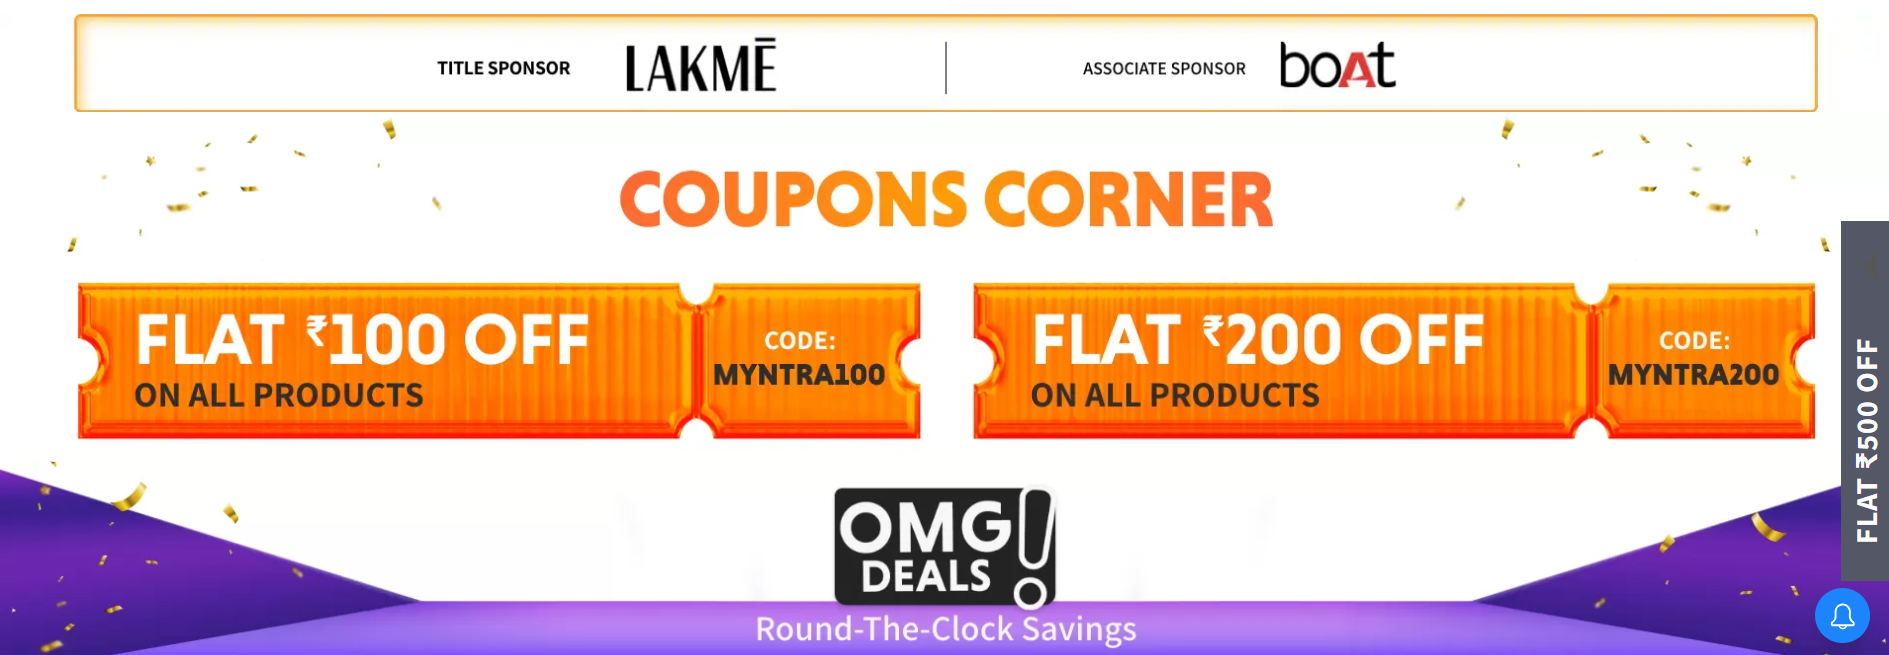 TITLE SPONSOR LAKMĒ ASSOCIATE SPONSOR boAt
COUPONS CORNER
FLAT ₹100 OFF
ON ALL PRODUCTS
CODE:
MYNTRA100
FLAT ₹200 OFF
ON ALL PRODUCTS
CODE:
MYNTRA200
FLAT ₹500 OFF
OMG!
DEALS
Round-The-Clock Savings